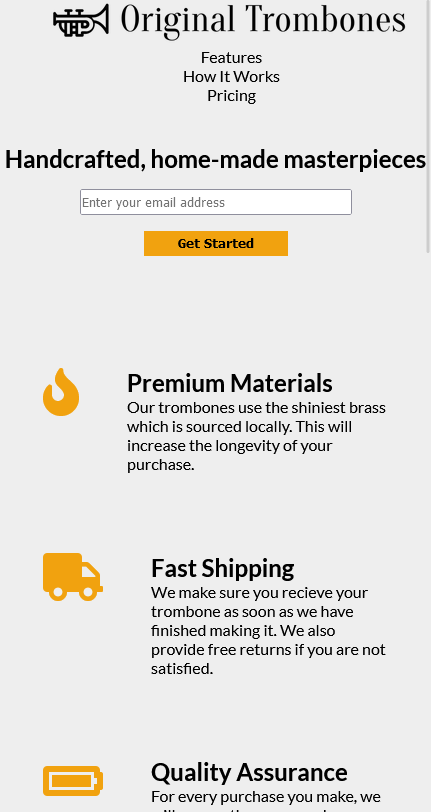 Original Trombones
Features
How It Works
Pricing
Handcrafted, home-made masterpieces
Enter your email address
Get Started
Premium Materials
Our trombones use the shiniest brass
which is sourced locally. This will
increase the longevity of your
purchase.
Fast Shipping
We make sure you recieve your
trombone as soon as we have
finished making it. We also
provide free returns if you are not
satisfied.
Quality Assurance
For every purchase you make, we